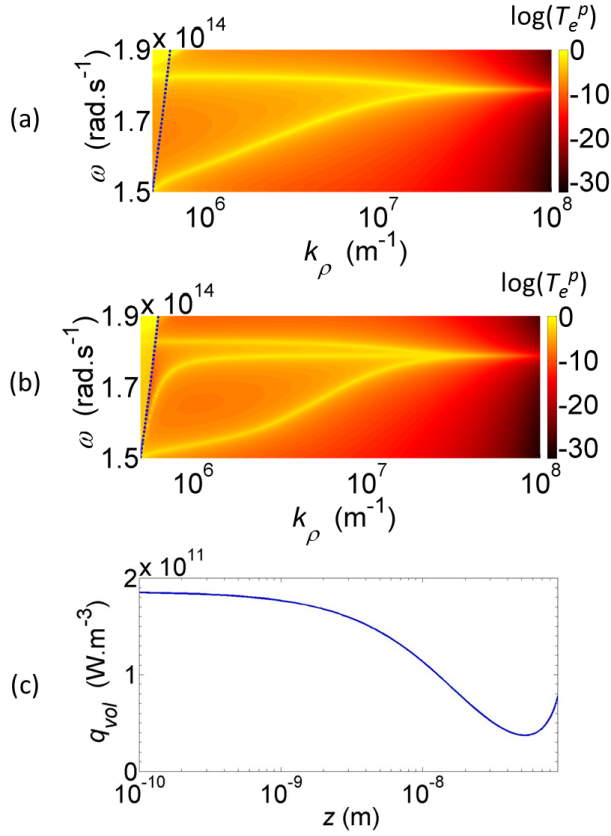 log(T_e^p)
1.9 x 10^14
0
(a)
ω (rad.s^-1)
1.7
-10
-20
1.5
-30
10^6
10^7
10^8
k_ρ (m^-1)
log(T_e^p)
1.9 x 10^14
0
(b)
ω (rad.s^-1)
1.7
-10
-20
1.5
-30
10^6
10^7
10^8
k_ρ (m^-1)
2 x 10^11
(c)
q_vol (W.m^-3)
1
0
10^-10
10^-9
10^-8
z (m)